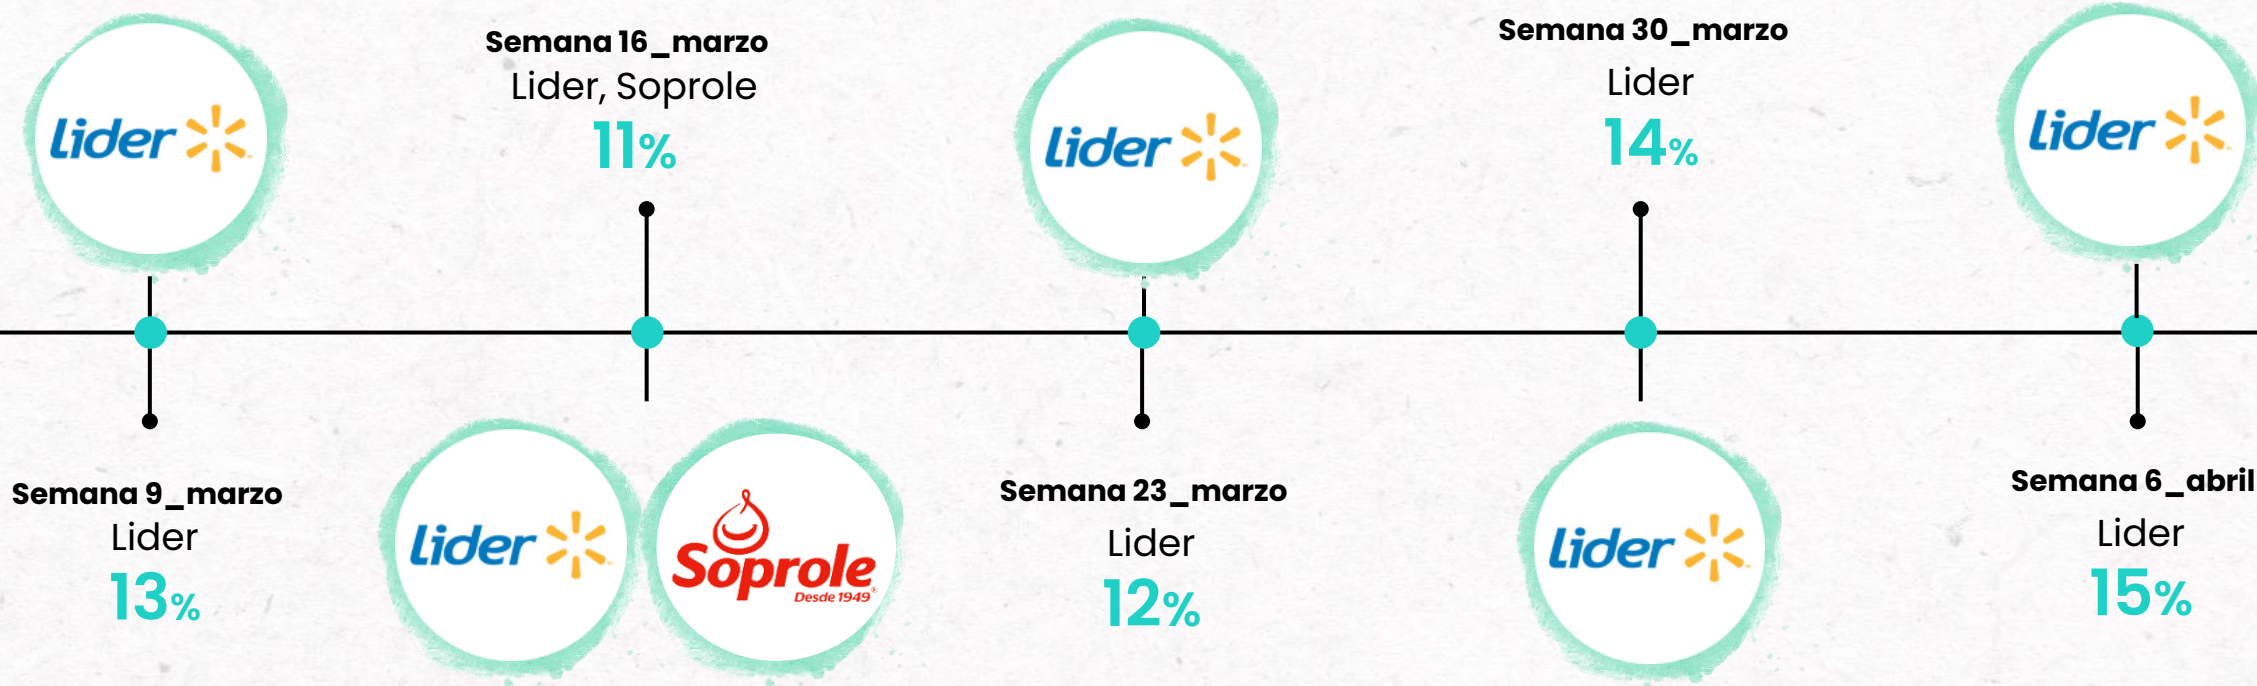 Lider
Semana 9_marzo
Lider
13%
Semana 16_marzo
Lider, Soprole
11%
Lider
Soprole
Desde 1949
Lider
Semana 23_marzo
Lider
12%
Semana 30_marzo
Lider
14%
Lider
Lider
Semana 6_abril
Lider
15%